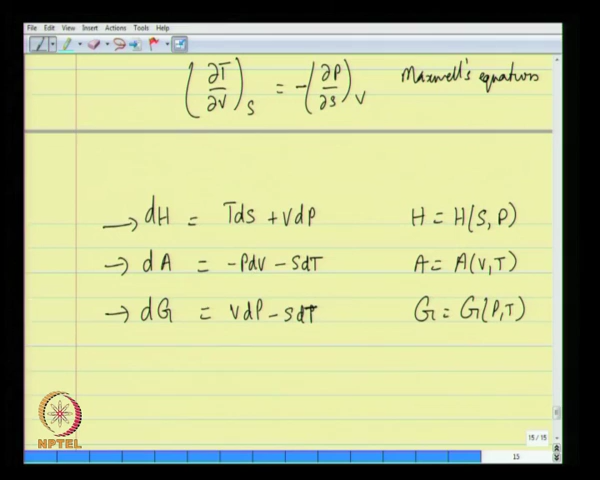 File Edit View Insert Actions Tools Help
(∂T/∂V)_S = -(∂P/∂S)_V Maxwell's equations
→ dH = TdS + VdP H = H(S, P)
→ dA = -PdV - SdT A = A(V, T)
→ dG = VdP - SdT G = G(P, T)
NPTEL
15/15
15